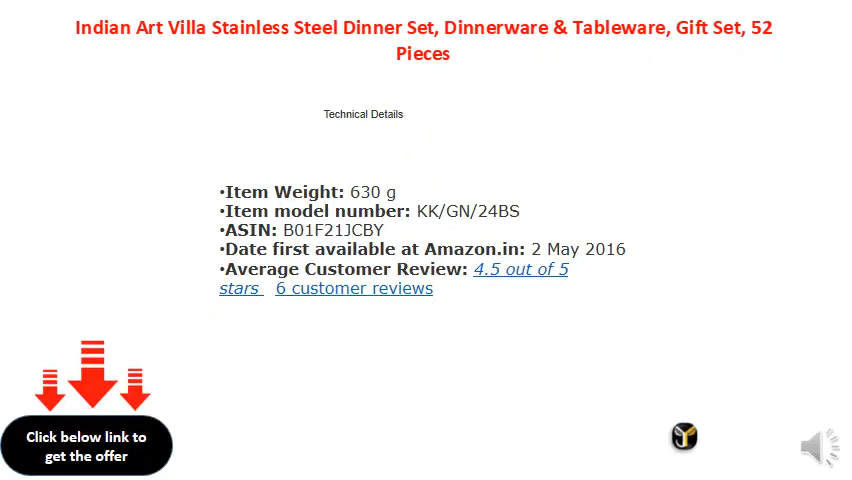 Indian Art Villa Stainless Steel Dinner Set, Dinnerware & Tableware, Gift Set, 52
Pieces
Technical Details
•Item Weight: 630 g
•Item model number: KK/GN/24BS
•ASIN: B01F21JCBY
•Date first available at Amazon.in: 2 May 2016
•Average Customer Review: 4.5 out of 5
stars   6 customer reviews
Click below link to
get the offer